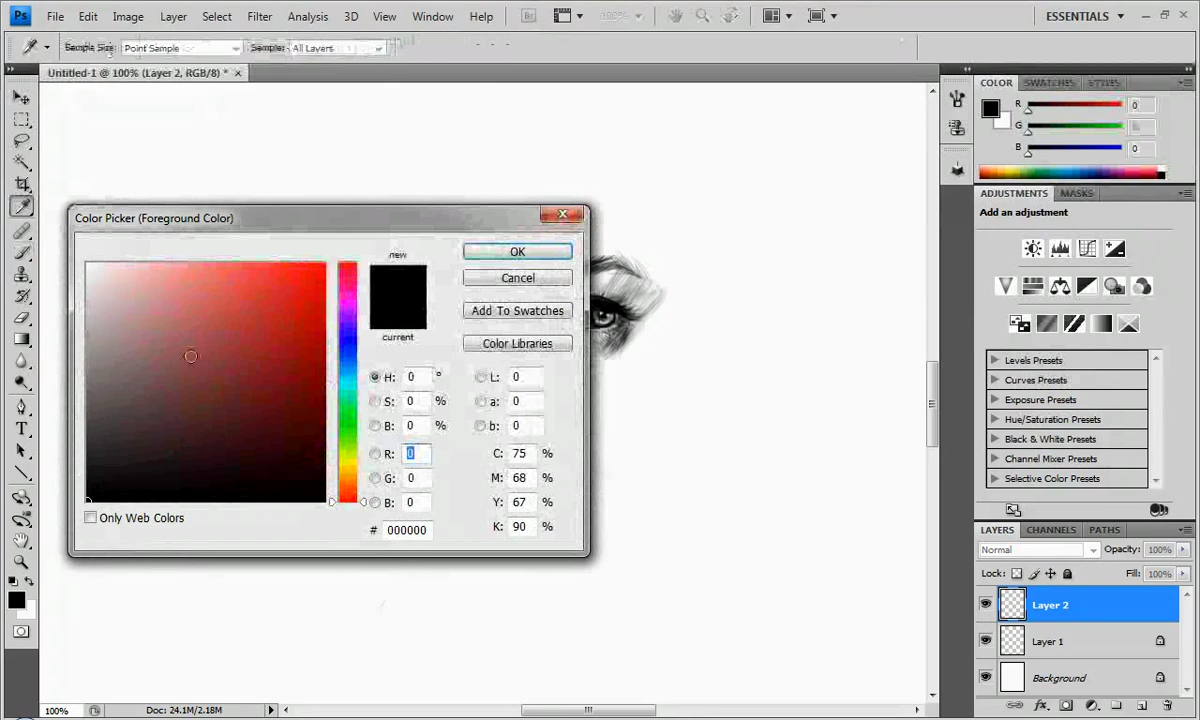 Ps File Edit Image Layer Select Filter Analysis 3D View Window Help Br 100% ESSENTIALS
Sample Size: Point Sample Sample: All Layers
Untitled-1 @ 100% (Layer 2, RGB/8) * ×
COLOR SWATCHES STYLES
R 0
G
B 0
ADJUSTMENTS MASKS
Add an adjustment
Levels Presets
Curves Presets
Exposure Presets
Hue/Saturation Presets
Black & White Presets
Channel Mixer Presets
Selective Color Presets
LAYERS CHANNELS PATHS
Normal Opacity: 100%
Lock: Fill: 100%
Layer 2
Layer 1
Background
Color Picker (Foreground Color)
new
current
OK
Cancel
Add To Swatches
Color Libraries
H: 0 ° L: 0
S: 0 % a: 0
B: 0 % b: 0
R: 0 C: 75 %
G: 0 M: 68 %
B: 0 Y: 67 %
# 000000 K: 90 %
Only Web Colors
T
100% Doc: 24.1M/2.18M
fx